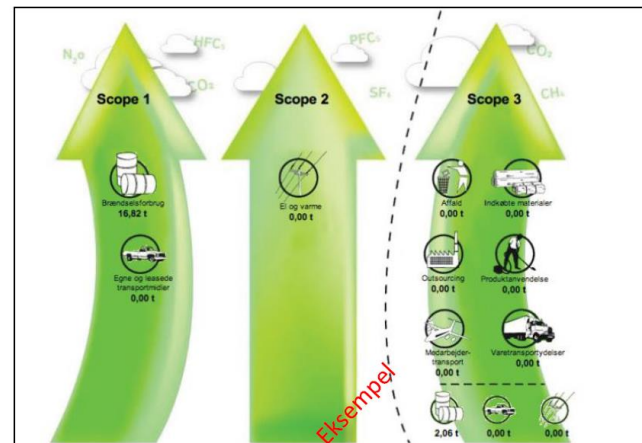 N₂o
HFCs
CO₂
Scope 1
Brændselsforbrug
16,82 t
Egne og leasede
transportmidler
0,00 t
PFCs
SF₆
Scope 2
El og varme
0,00 t
CO₂
CH₄
Scope 3
Affald
0,00 t
Indkøbte materialer
0,00 t
Outsourcing
0,00 t
Produktanvendelse
0,00 t
Medarbejder-
transport
0,00 t
Varetransportydelser
0,00 t
2,06 t
0,00 t
0,00 t
Eksempel